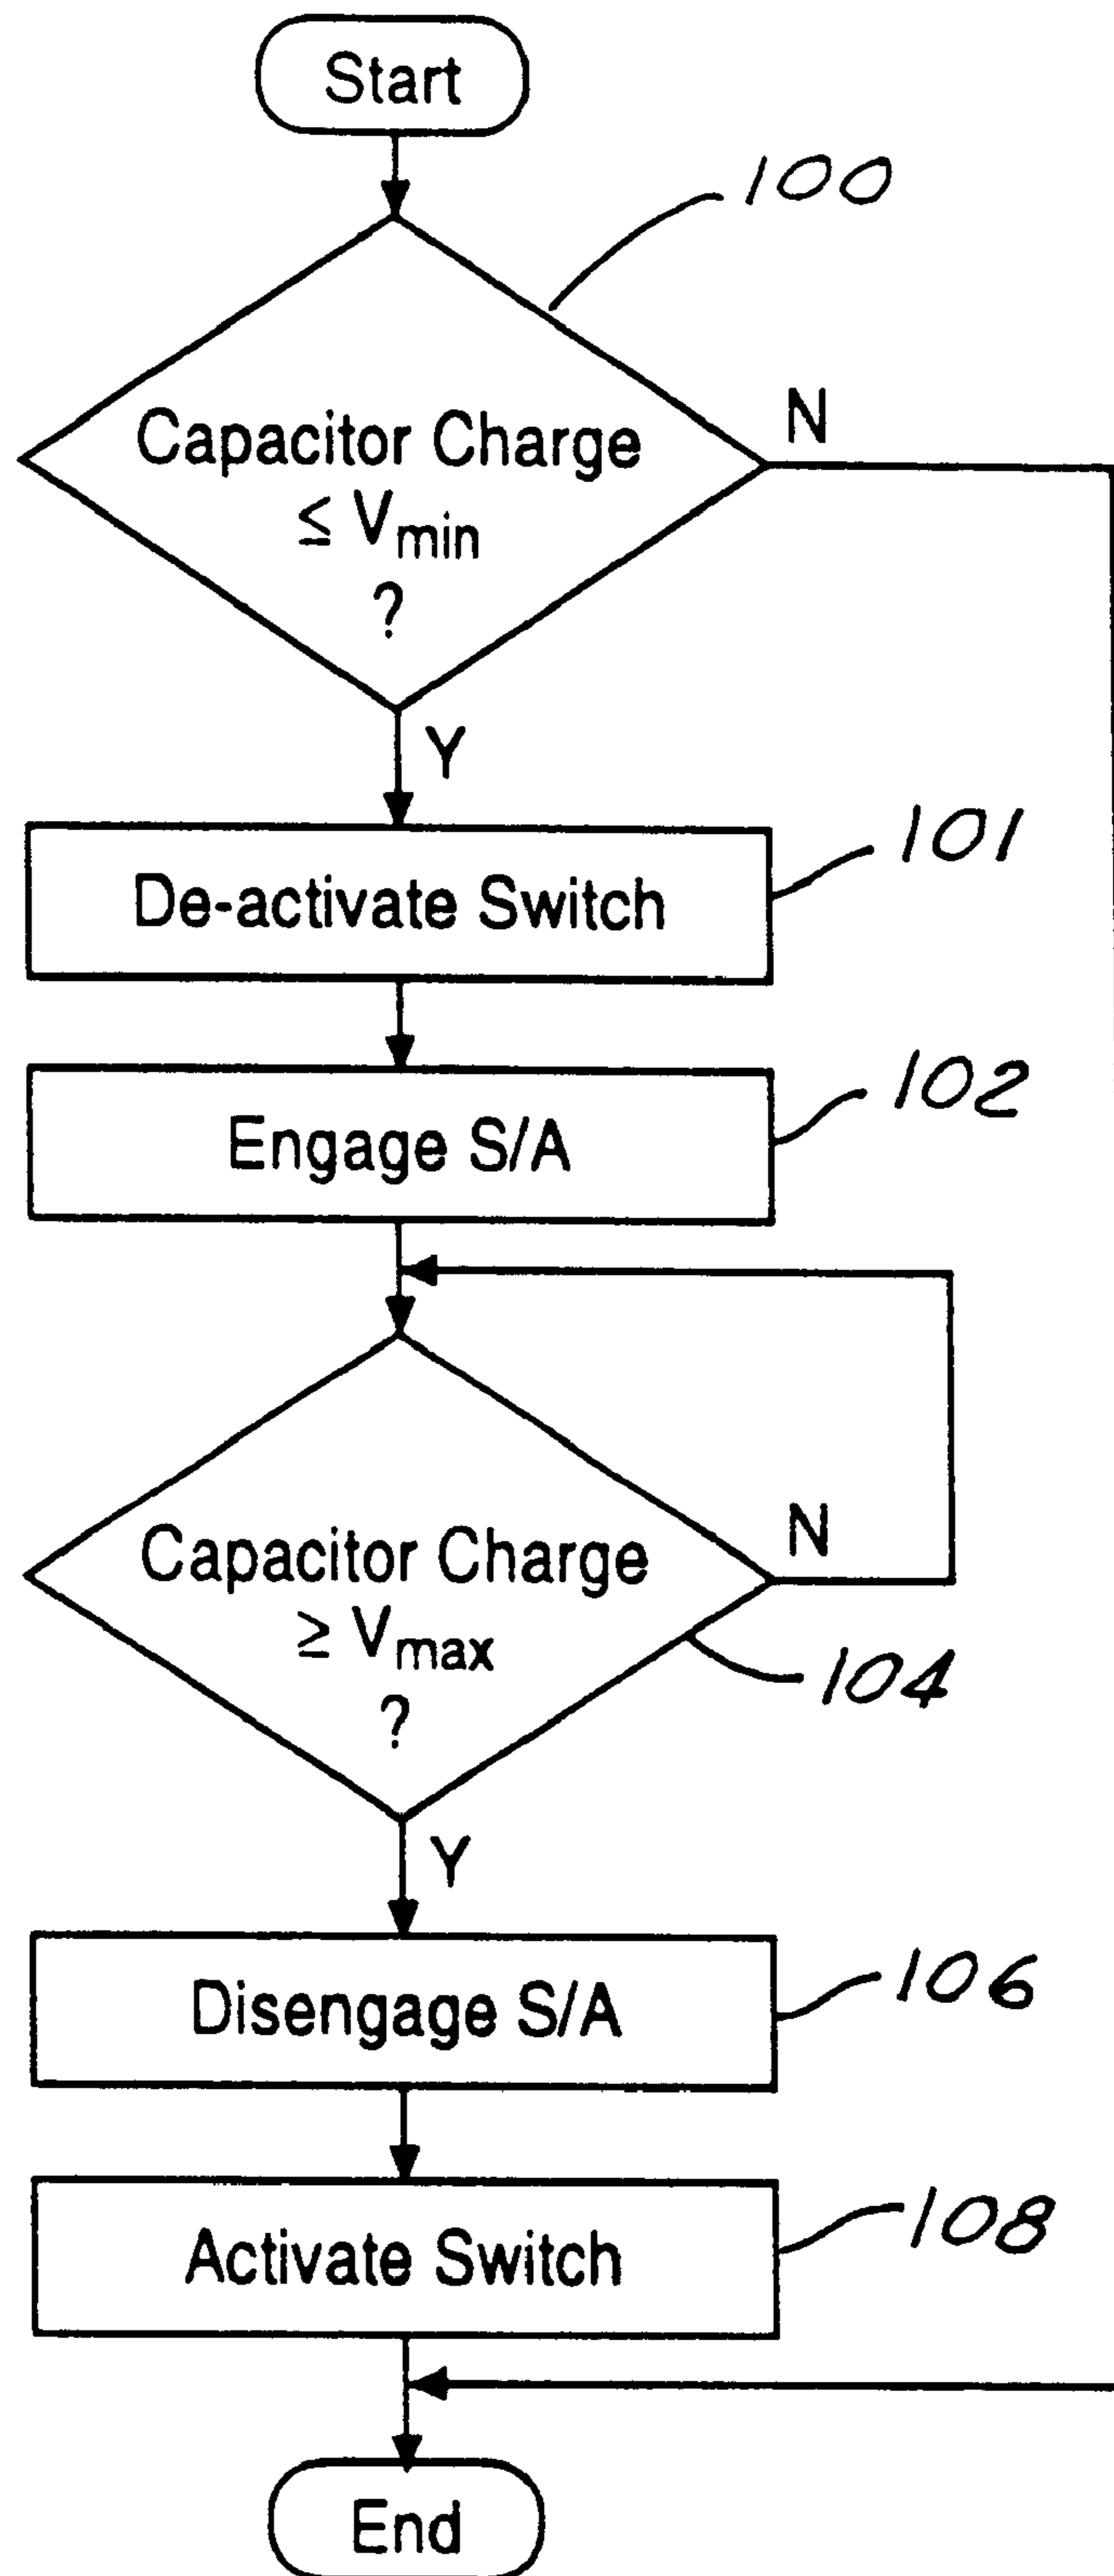 Start
100
Capacitor Charge
≤ Vmin
?
N
Y
De-activate Switch
101
Engage S/A
102
Capacitor Charge
≥ Vmax
?
N
104
Y
Disengage S/A
106
Activate Switch
108
End